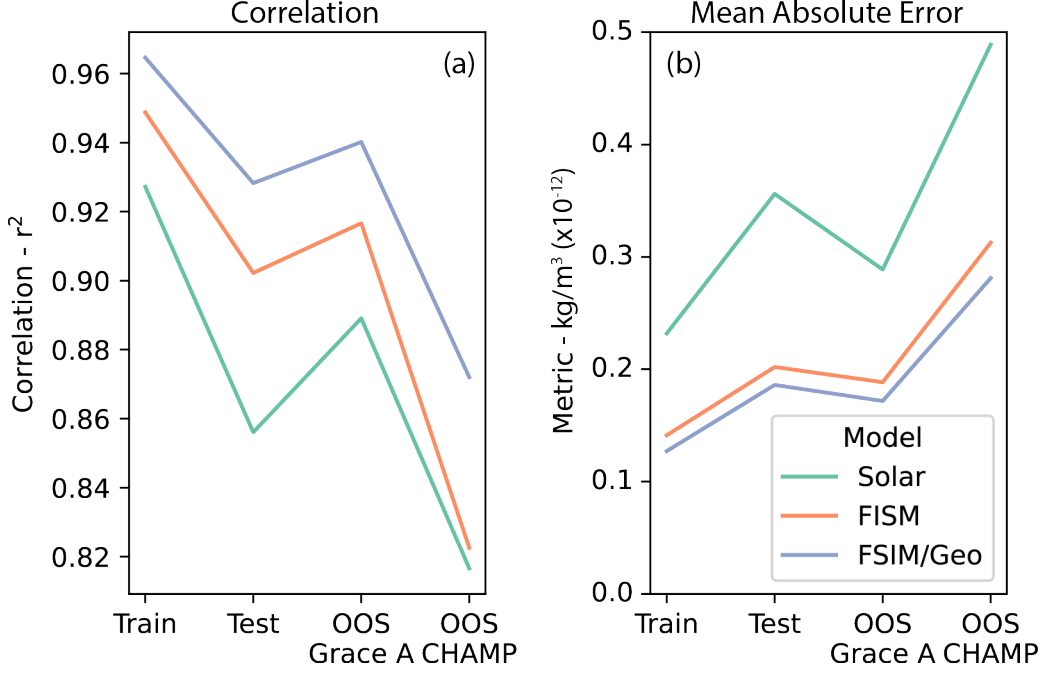 Correlation
(a)
Correlation - r²
0.96
0.94
0.92
0.90
0.88
0.86
0.84
0.82
Train Test OOS OOS
Grace A CHAMP
Mean Absolute Error
(b)
Metric - kg/m³ (x10⁻¹²)
0.5
0.4
0.3
0.2
0.1
0.0
Model
Solar
FISM
FSIM/Geo
Train Test OOS OOS
Grace A CHAMP